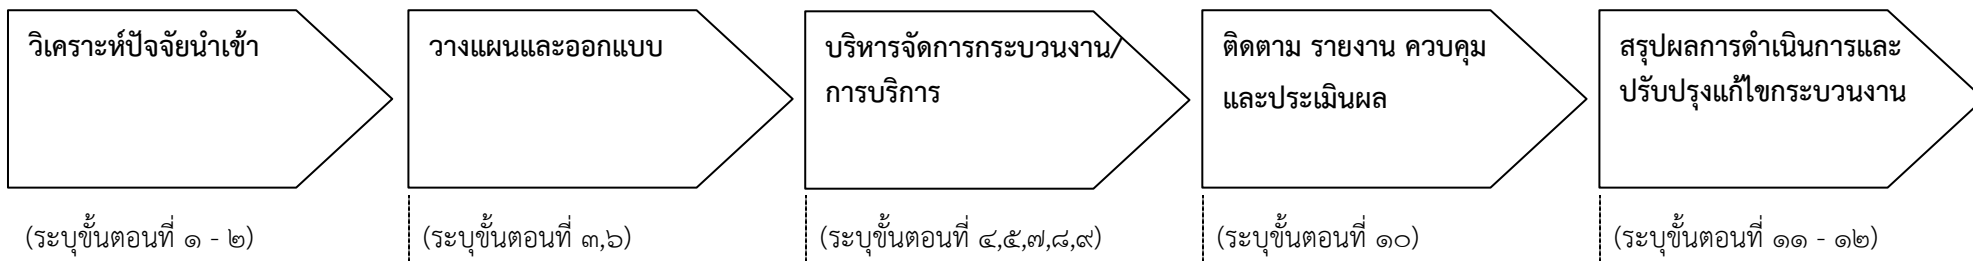 วิเคราะห์ปัจจัยนำเข้า
วางแผนและออกแบบ
บริหารจัดการกระบวนงาน/
การบริการ
ติดตาม รายงาน ควบคุม
และประเมินผล
สรุปผลการดำเนินการและ
ปรับปรุงแก้ไขกระบวนงาน
(ระบุขั้นตอนที่ ๑ - ๒)
(ระบุขั้นตอนที่ ๓,๖)
(ระบุขั้นตอนที่ ๔,๕,๗,๘,๙)
(ระบุขั้นตอนที่ ๑๐)
(ระบุขั้นตอนที่ ๑๑ - ๑๒)